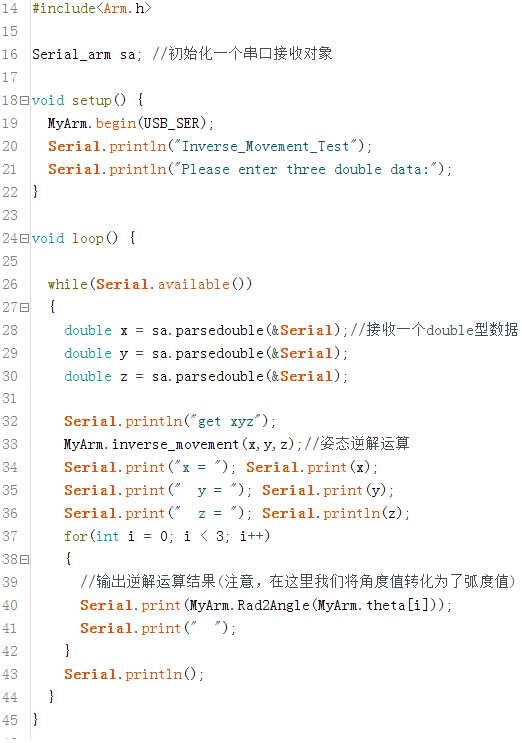 14 #include<Arm.h>
15
16 Serial_arm sa; //初始化一个串口接收对象
17
18 void setup() {
19   MyArm.begin(USB_SER);
20   Serial.println("Inverse_Movement_Test");
21   Serial.println("Please enter three double data:");
22 }
23
24 void loop() {
25
26   while(Serial.available())
27   {
28     double x = sa.parsedouble(&Serial);//接收一个double型数据
29     double y = sa.parsedouble(&Serial);
30     double z = sa.parsedouble(&Serial);
31
32     Serial.println("get xyz");
33     MyArm.inverse_movement(x,y,z);//姿态逆解运算
34     Serial.print("x = "); Serial.print(x);
35     Serial.print("  y = "); Serial.print(y);
36     Serial.print("  z = "); Serial.println(z);
37     for(int i = 0; i < 3; i++)
38     {
39       //输出逆解运算结果(注意，在这里我们将角度值转化为了弧度值)
40       Serial.print(MyArm.Rad2Angle(MyArm.theta[i]));
41       Serial.print("  ");
42     }
43     Serial.println();
44   }
45 }